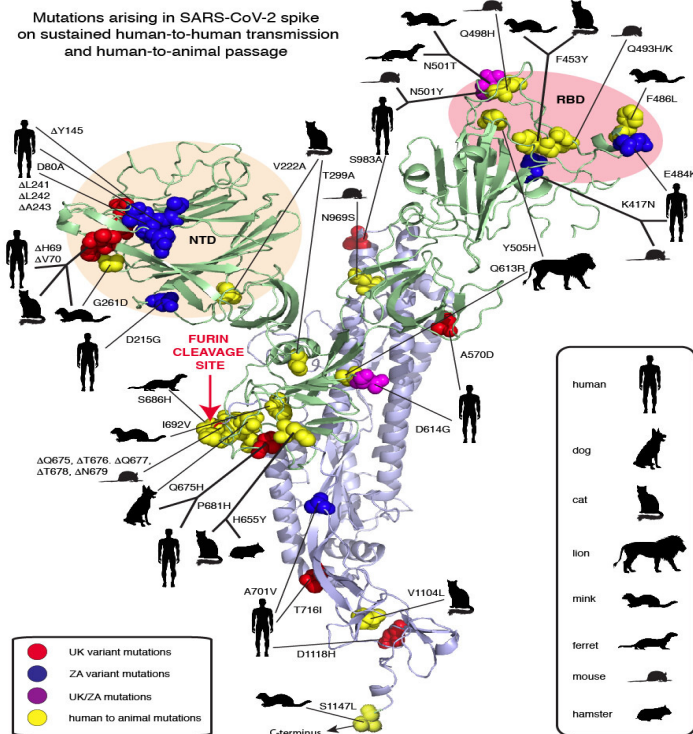 Mutations arising in SARS-CoV-2 spike
on sustained human-to-human transmission
and human-to-animal passage
Q498H
Q493H/K
N501T
F453Y
N501Y
RBD
F486L
ΔY145
D80A
ΔL241
ΔL242
ΔA243
V222A
T299A
S983A
E484K
N969S
K417N
NTD
ΔH69
ΔV70
Y505H
Q613R
G261D
D215G
FURIN
CLEAVAGE
SITE
A570D
S686H
D614G
I692V
ΔQ675, ΔT676. ΔQ677,
ΔT678, ΔN679
Q675H
P681H
H655Y
A701V
T716I
V1104L
D1118H
S1147L
C-terminus
UK variant mutations
ZA variant mutations
UK/ZA mutations
human to animal mutations
human
dog
cat
lion
mink
ferret
mouse
hamster